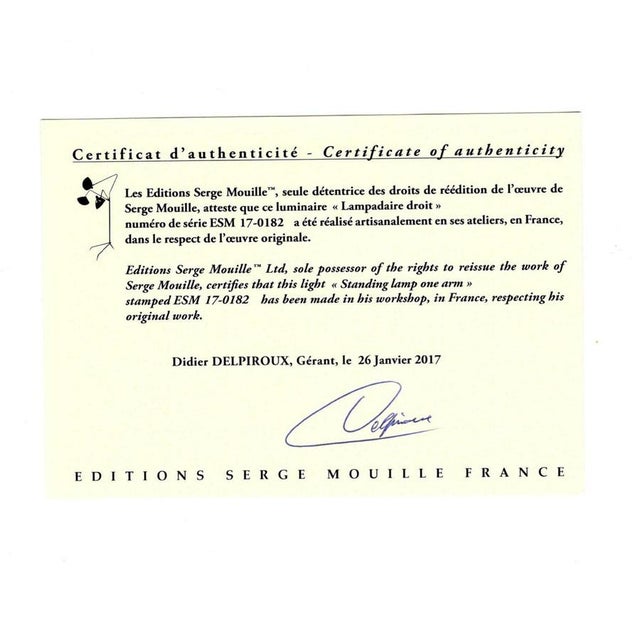 Certificat d'authenticité - Certificate of authenticity
Les Editions Serge Mouille™, seule détentrice des droits de réédition de l'œuvre de
Serge Mouille, atteste que ce luminaire « Lampadaire droit »
numéro de série ESM 17-0182 a été réalisé artisanalement en ses ateliers, en France,
dans le respect de l'œuvre originale.
Editions Serge Mouille™ Ltd, sole possessor of the rights to reissue the work of
Serge Mouille, certifies that this light « Standing lamp one arm »
stamped ESM 17-0182 has been made in his workshop, in France, respecting his
original work.
Didier DELPIROUX, Gérant, le 26 Janvier 2017
Delpiroux
EDITIONS SERGE MOUILLE FRANCE